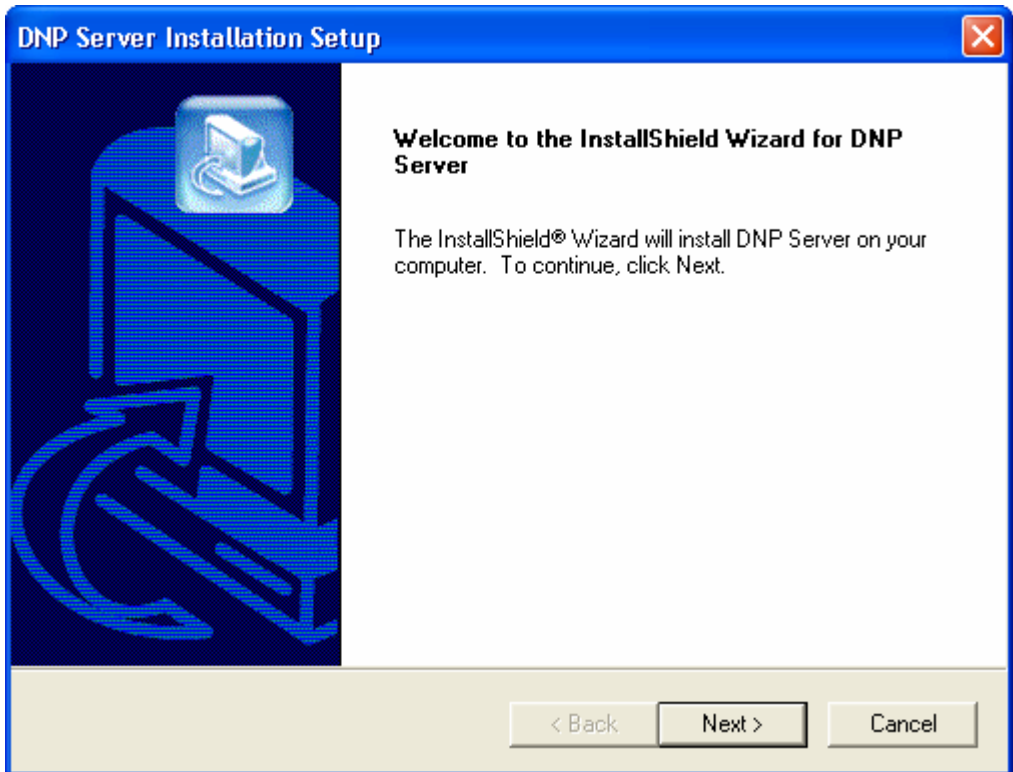 DNP Server Installation Setup
Welcome to the InstallShield Wizard for DNP
Server
The InstallShield® Wizard will install DNP Server on your
computer.  To continue, click Next.
< Back
Next >
Cancel